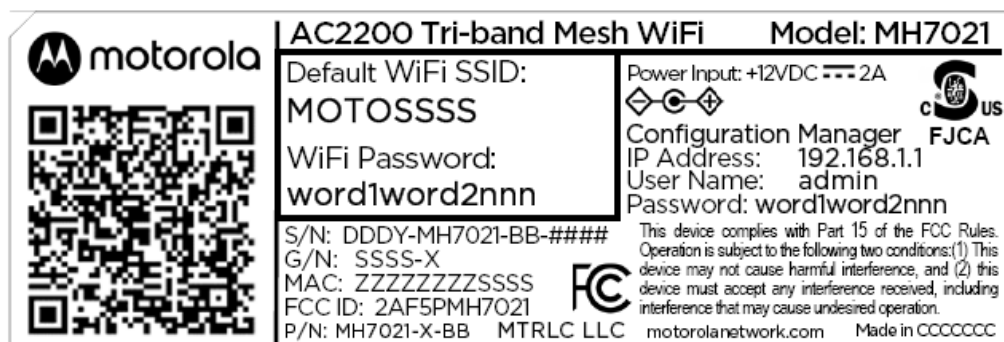 motorola
AC2200 Tri-band Mesh WiFi Model: MH7021
Default WiFi SSID:
MOTOSSSS
WiFi Password:
word1word2nnn
Power Input: +12VDC 2A
C US
FJCA
Configuration Manager
IP Address: 192.168.1.1
User Name: admin
Password: word1word2nnn
S/N: DDDY-MH7021-BB-####
G/N: SSSS-X
MAC: ZZZZZZZZSSSS
FCC ID: 2AF5PMH7021
P/N: MH7021-X-BB MTRLC LLC
FC
This device complies with Part 15 of the FCC Rules.
Operation is subject to the following two conditions:(1) This
device may not cause harmful interference, and (2) this
device must accept any interference received, including
interference that may cause undesired operation.
motorolanetwork.com Made in CCCCCCC